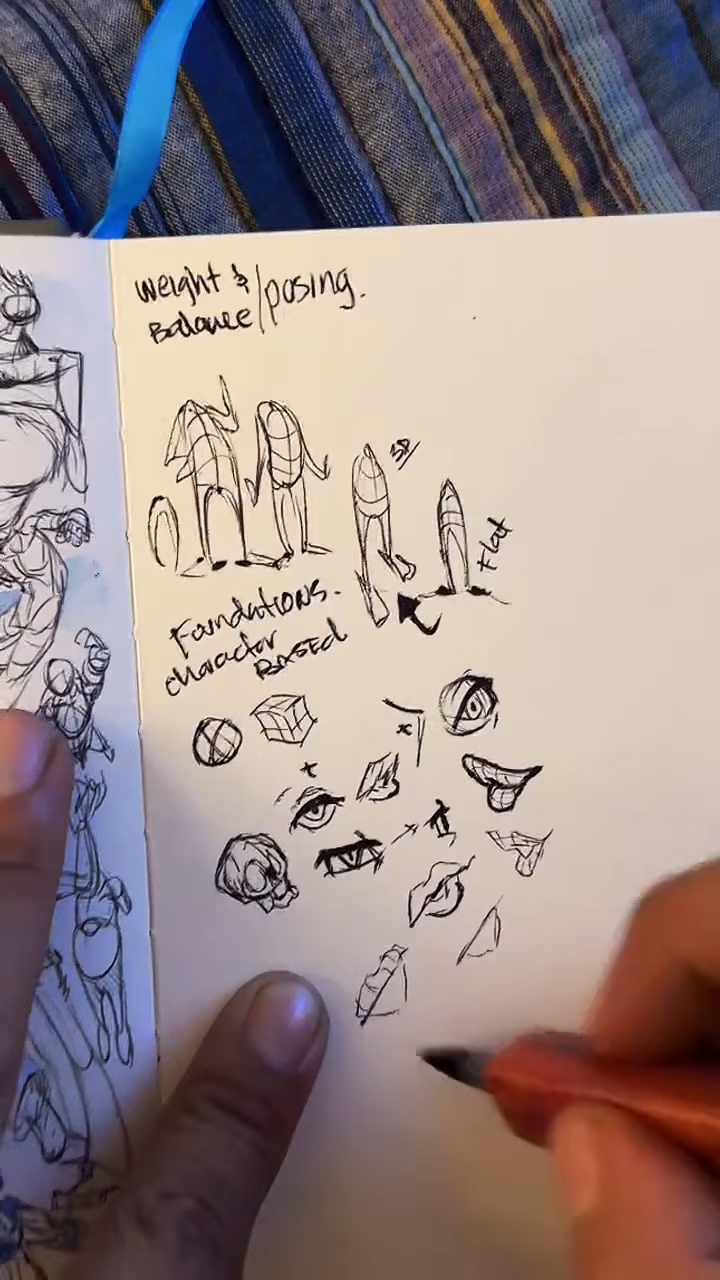 Weight &
Balance/posing.
3D
Flat
Foundations.
character
BASED